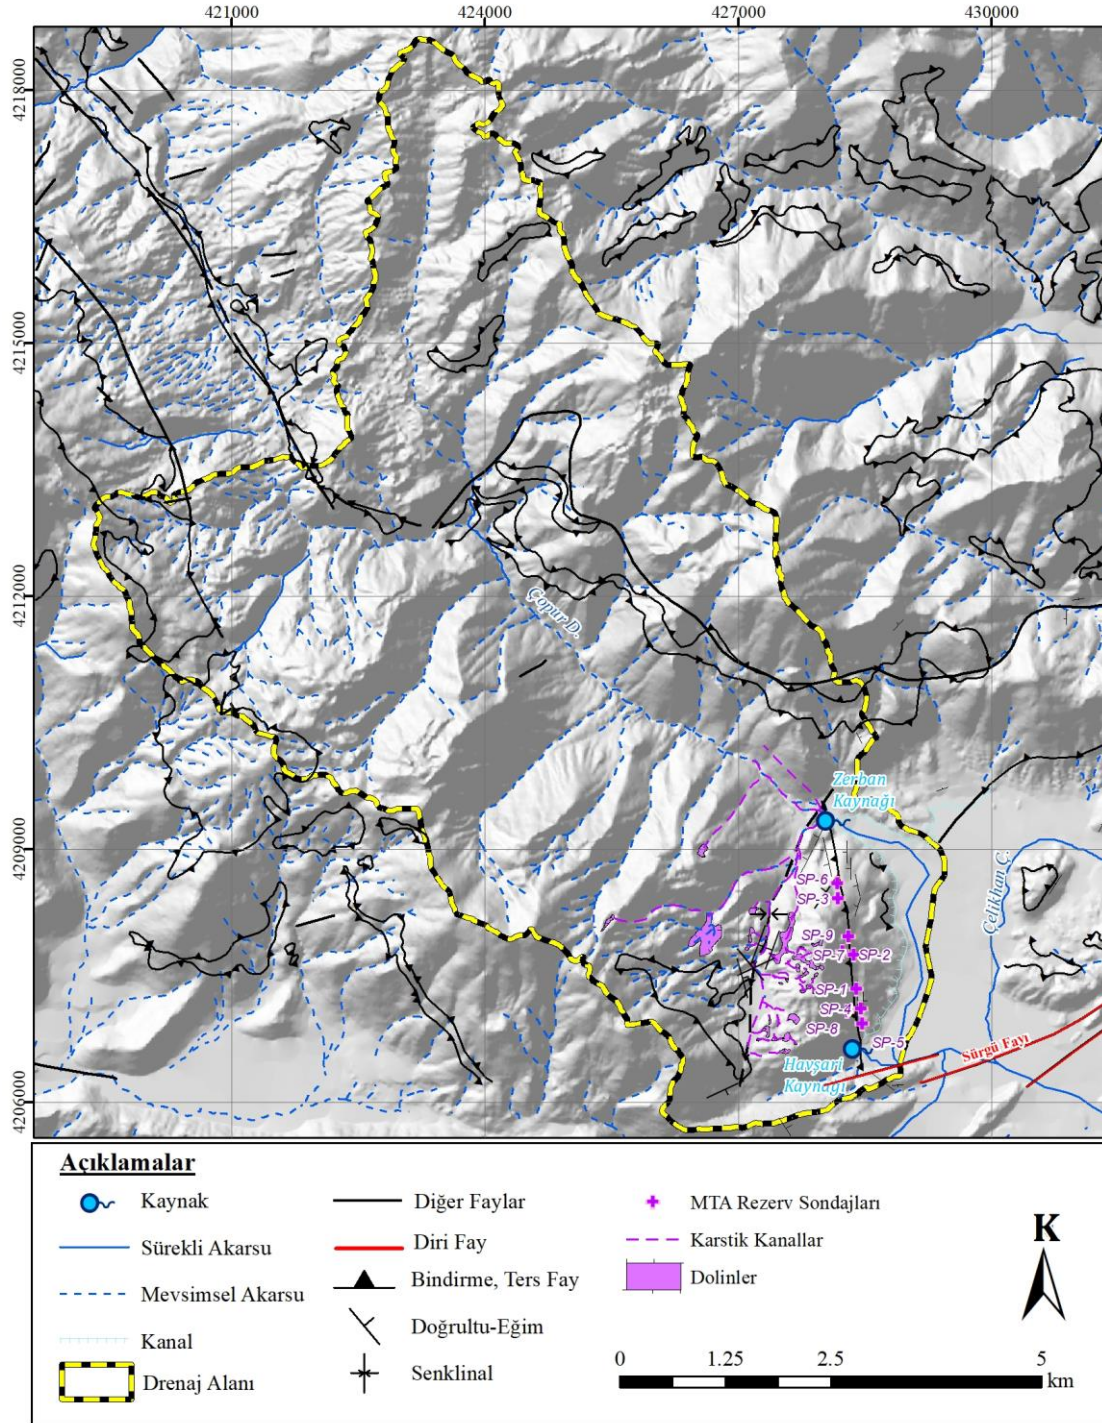 421000
424000
427000
430000
4218000
4215000
4212000
4209000
4206000
Çopur D.
Zerban
Kaynağı
Çelikhan Ç.
SP-6
SP-3
SP-9
SP-7
SP-2
SP-1
SP-4
SP-8
SP-5
Havşari
Kaynağı
Sürgü Fayı
Açıklamalar
Kaynak
Sürekli Akarsu
Mevsimsel Akarsu
Kanal
Drenaj Alanı
Diğer Faylar
Diri Fay
Bindirme, Ters Fay
Doğrultu-Eğim
Senklinal
MTA Rezerv Sondajları
Karstik Kanallar
Dolinler
K
0 1.25 2.5 5
km